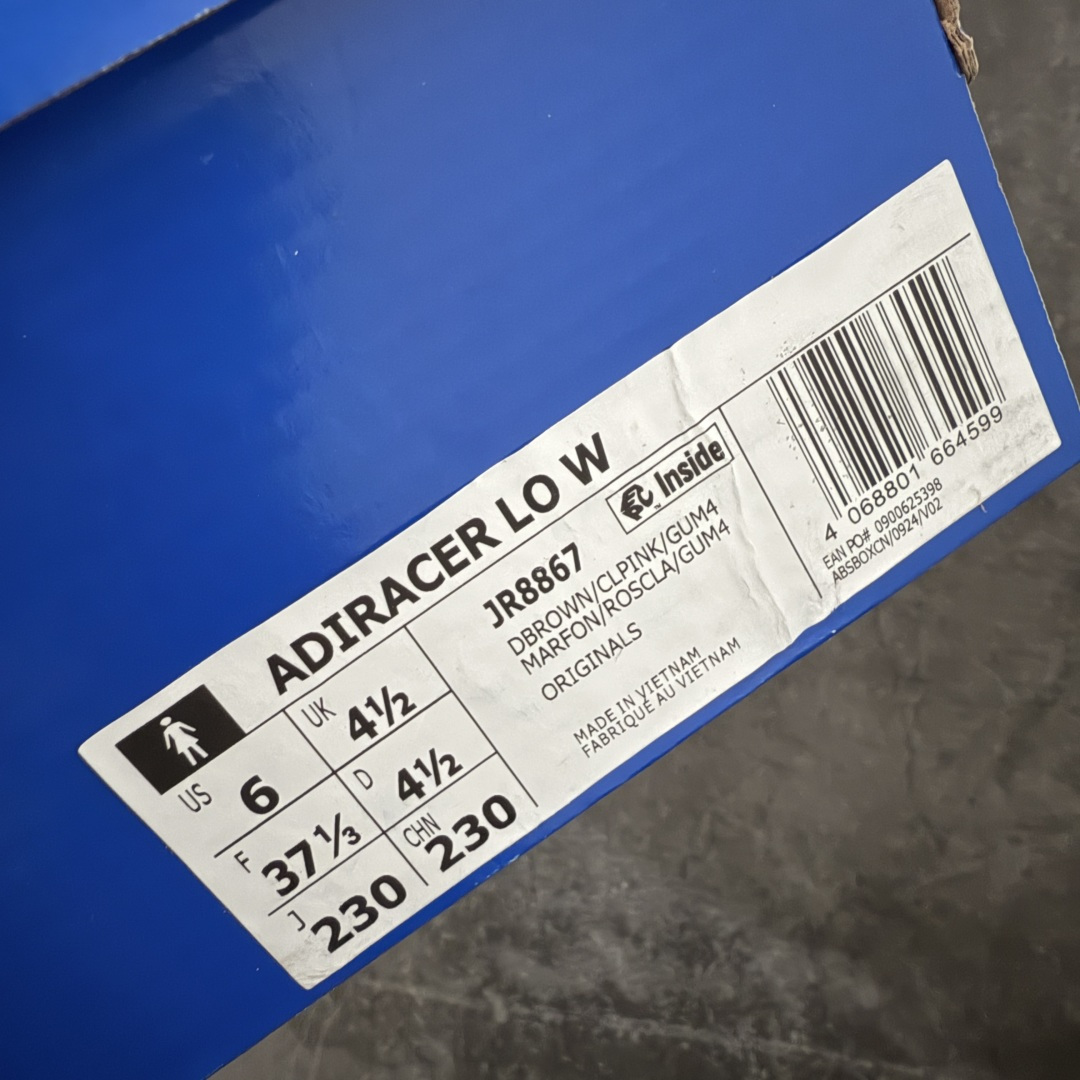 ADIRACER LO W
US 6
UK 4½
F 37⅓
D 4½
J 230
CHN 230
Inside
JR8867
DBROWN/CLPINK/GUM4
MARFON/ROSCLA/GUM4
ORIGINALS
MADE IN VIETNAM
FABRIQUÉ AU VIETNAM
4 068801 664599
EAN PO# 0900625398
ABSBOXCN/0924/V02